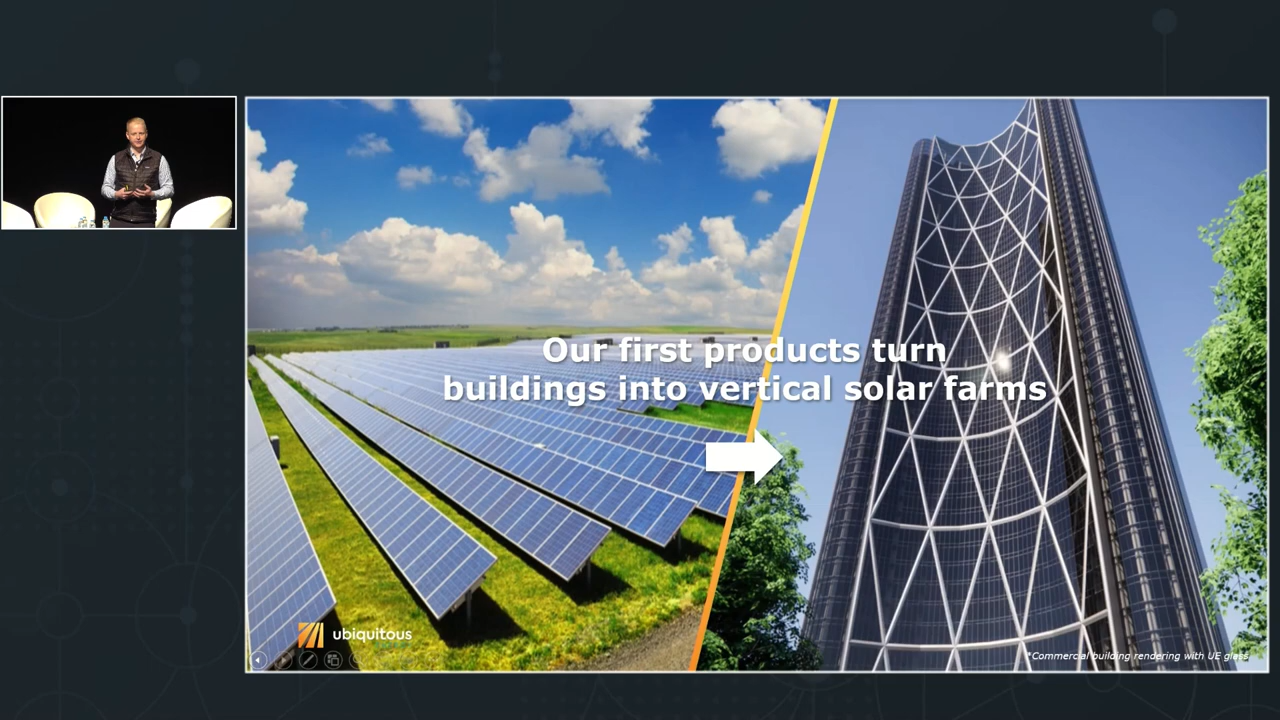 Our first products turn
buildings into vertical solar farms
ubiquitous
*Commercial building rendering with UE glass